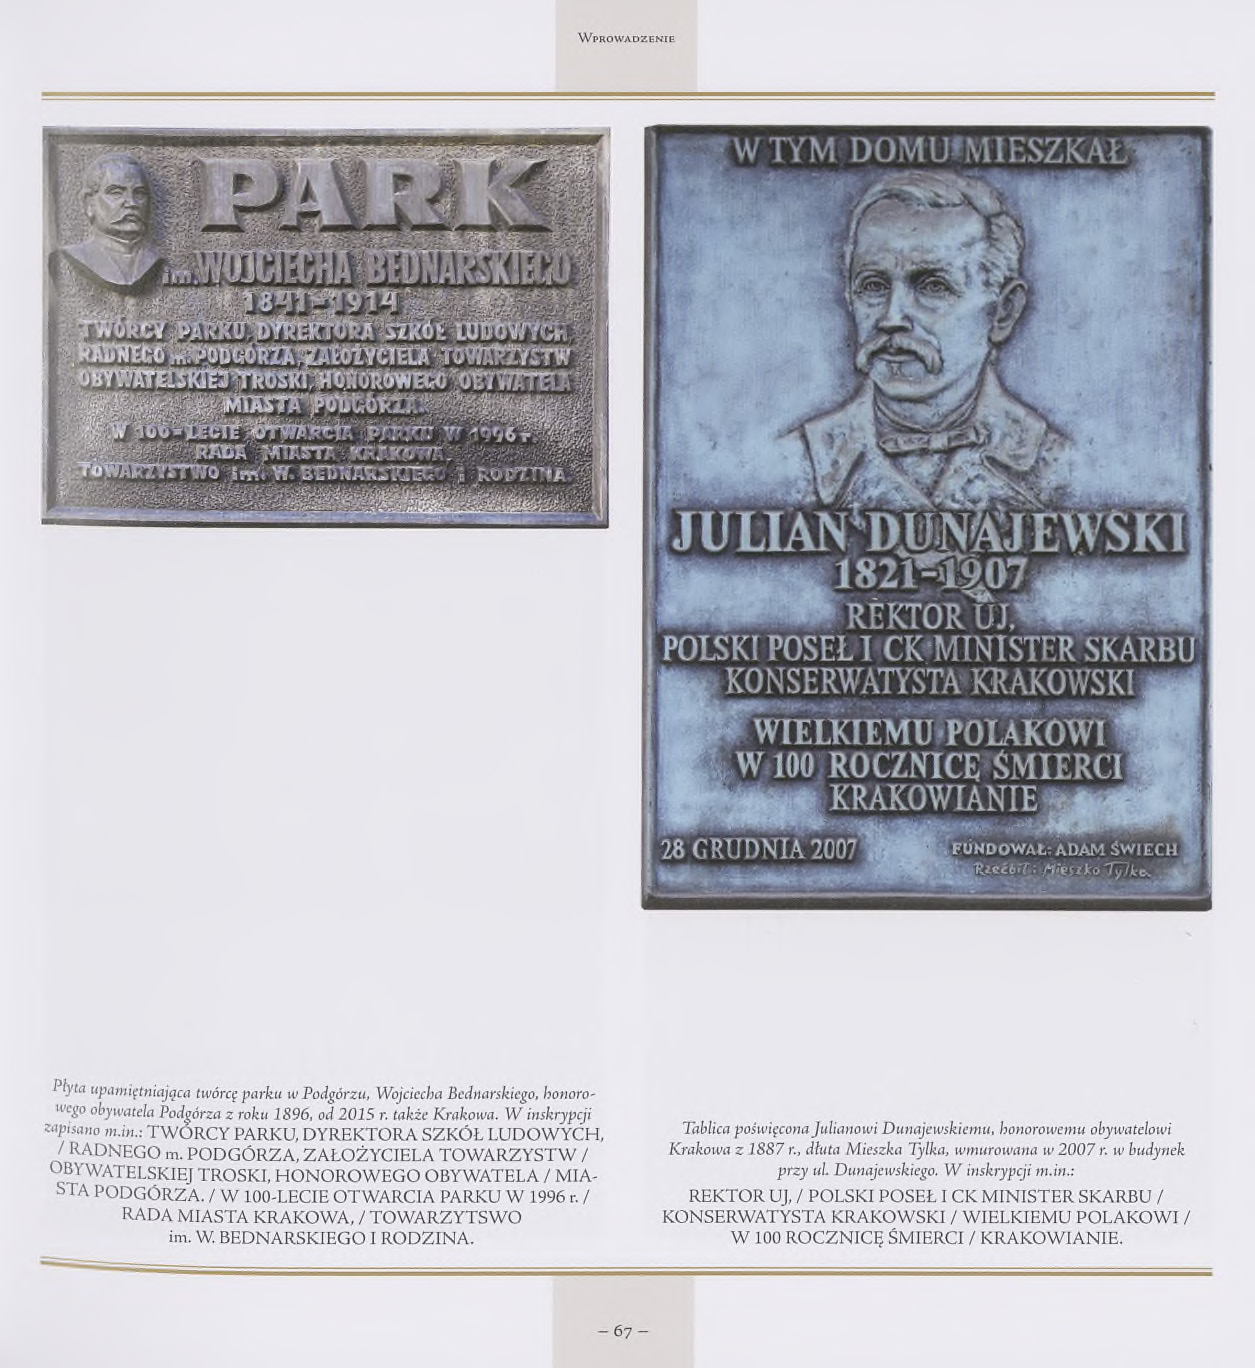 WPROWADZENIE
PARK
im. WOJCIECHA BEDNARSKIEGO
1841-1914
TWÓRCY PARKU, DYREKTORA SZKÓŁ LUDOWYCH,
RADNEGO m. PODGÓRZA, ZAŁOŻYCIELA TOWARZYSTW
OBYWATELSKIEJ TROSKI, HONOROWEGO OBYWATELA
MIASTA PODGÓRZA.
W 100-LECIE OTWARCIA PARKU W 1996 r.
RADA MIASTA KRAKOWA,
TOWARZYSTWO im. W. BEDNARSKIEGO i RODZINA.
W TYM DOMU MIESZKAŁ
JULIAN DUNAJEWSKI
1821-1907
REKTOR UJ,
POLSKI POSEŁ I CK MINISTER SKARBU
KONSERWATYSTA KRAKOWSKI
WIELKIEMU POLAKOWI
W 100 ROCZNICĘ ŚMIERCI
KRAKOWIANIE
28 GRUDNIA 2007
FUNDOWAŁ: ADAM ŚWIECH
Rzeźbił: Mieszko Tylka.
Płyta upamiętniająca twórcę parku w Podgórzu, Wojciecha Bednarskiego, honoro-
wego obywatela Podgórza z roku 1896, od 2015 r. także Krakowa. W inskrypcji
zapisano m.in.: TWÓRCY PARKU, DYREKTORA SZKÓŁ LUDOWYCH,
/ RADNEGO m. PODGÓRZA, ZAŁOŻYCIELA TOWARZYSTW /
OBYWATELSKIEJ TROSKI, HONOROWEGO OBYWATELA / MIA-
STA PODGÓRZA. / W 100-LECIE OTWARCIA PARKU W 1996 r. /
RADA MIASTA KRAKOWA, / TOWARZYTSWO
im. W. BEDNARSKIEGO I RODZINA.
Tablica poświęcona Julianowi Dunajewskiemu, honorowemu obywatelowi
Krakowa z 1887 r., dłuta Mieszka Tylka, wmurowana w 2007 r. w budynek
przy ul. Dunajewskiego. W inskrypcji m.in.:
REKTOR UJ, / POLSKI POSEŁ I CK MINISTER SKARBU /
KONSERWATYSTA KRAKOWSKI / WIELKIEMU POLAKOWI /
W 100 ROCZNICĘ ŚMIERCI / KRAKOWIANIE.
– 67 –